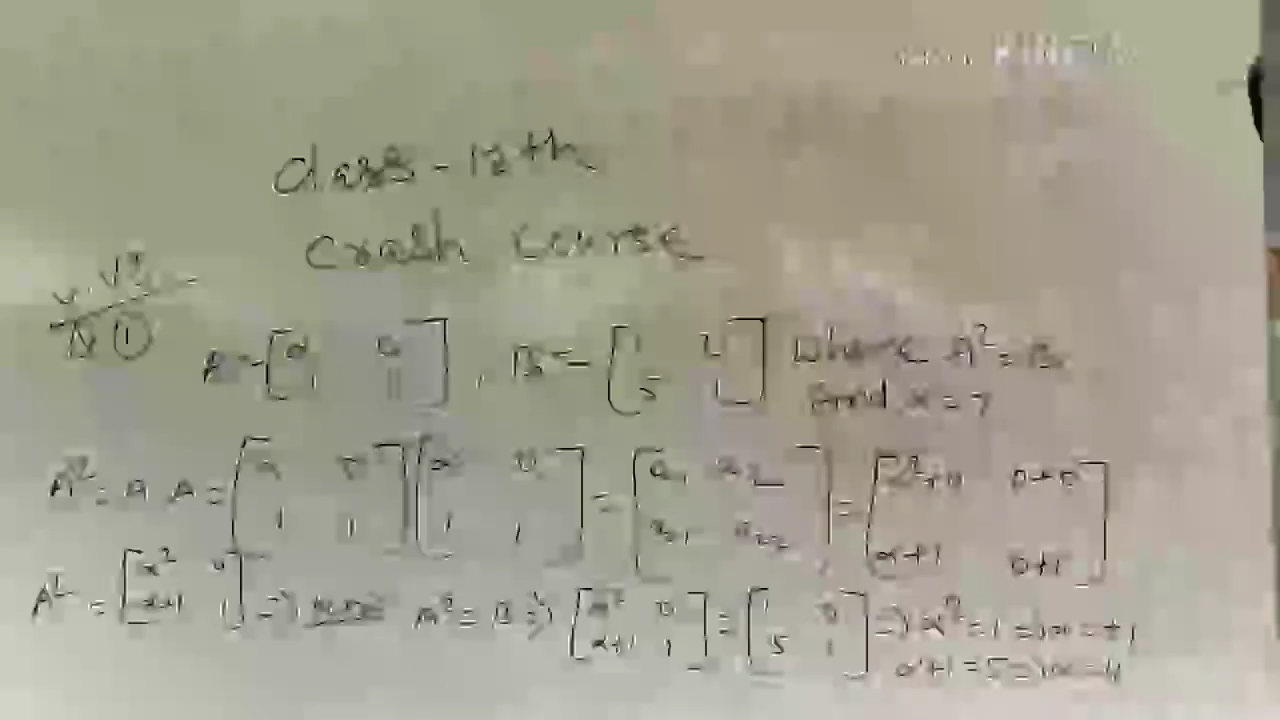 Class - 12th
Crash Course
①
A = [α 0 1 1], B = [1 0 5 1] where A² = B,
find α = ?
A² = A A = [α 0 1 1] [α 0 1 1] = [a₁₁ a₁₂ a₂₁ a₂₂] = [α²+0 0+0 α+1 0+1]
A² = [α² 0 α+1 1] => A² = B => [α² 0 α+1 1] = [1 0 5 1] => α² = 1 => α = ±1
α+1 = 5 => α = 4